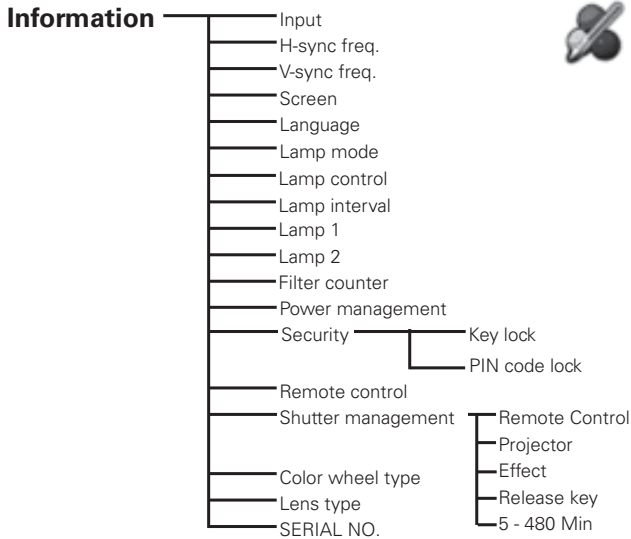 Information
Input
H-sync freq.
V-sync freq.
Screen
Language
Lamp mode
Lamp control
Lamp interval
Lamp 1
Lamp 2
Filter counter
Power management
Security
Key lock
PIN code lock
Remote control
Shutter management
Remote Control
Projector
Effect
Release key
5 - 480 Min
Color wheel type
Lens type
SERIAL NO.